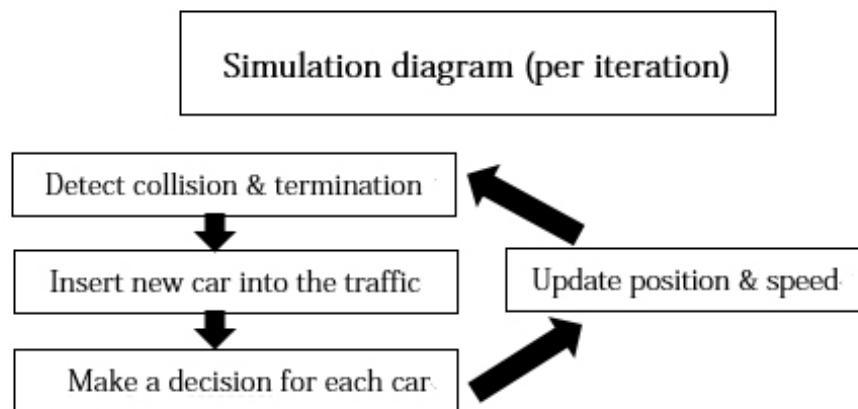 Simulation diagram (per iteration)
Detect collision & termination
Insert new car into the traffic
Update position & speed
Make a decision for each car